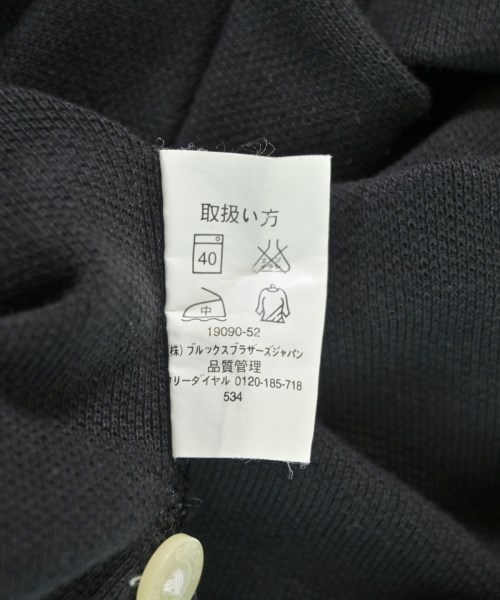 取扱い方
40
中
19090-52
(株)ブルックスブラザーズジャパン
品質管理
フリーダイヤル 0120-185-718
534